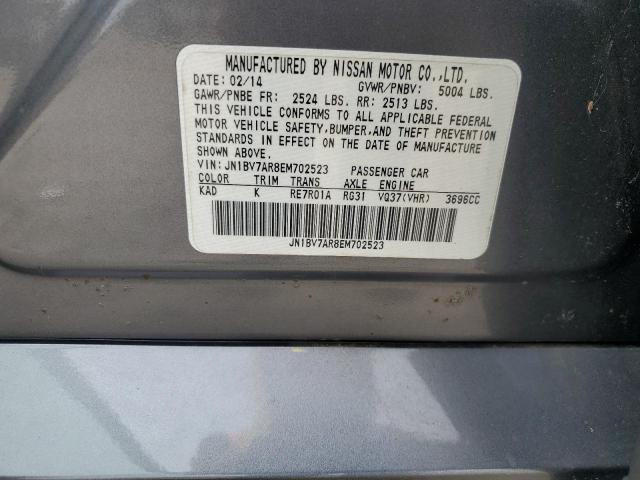 MANUFACTURED BY NISSAN MOTOR CO.,LTD.
DATE: 02/14 GVWR/PNBV: 5004 LBS.
GAWR/PNBE FR: 2524 LBS. RR: 2513 LBS.
THIS VEHICLE CONFORMS TO ALL APPLICABLE FEDERAL
MOTOR VEHICLE SAFETY,BUMPER,AND THEFT PREVENTION
STANDARDS IN EFFECT ON THE DATE OF MANUFACTURE
SHOWN ABOVE.
VIN:JN1BV7AR8EM702523 PASSENGER CAR
COLOR TRIM TRANS AXLE ENGINE
KAD K RE7R01A RG31 VQ37(VHR) 3696CC
JN1BV7AR8EM702523